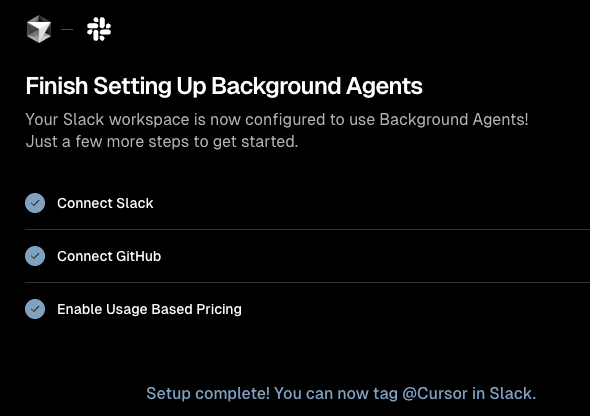 Finish Setting Up Background Agents
Your Slack workspace is now configured to use Background Agents!
Just a few more steps to get started.
Connect Slack
Connect GitHub
Enable Usage Based Pricing
Setup complete! You can now tag @Cursor in Slack.